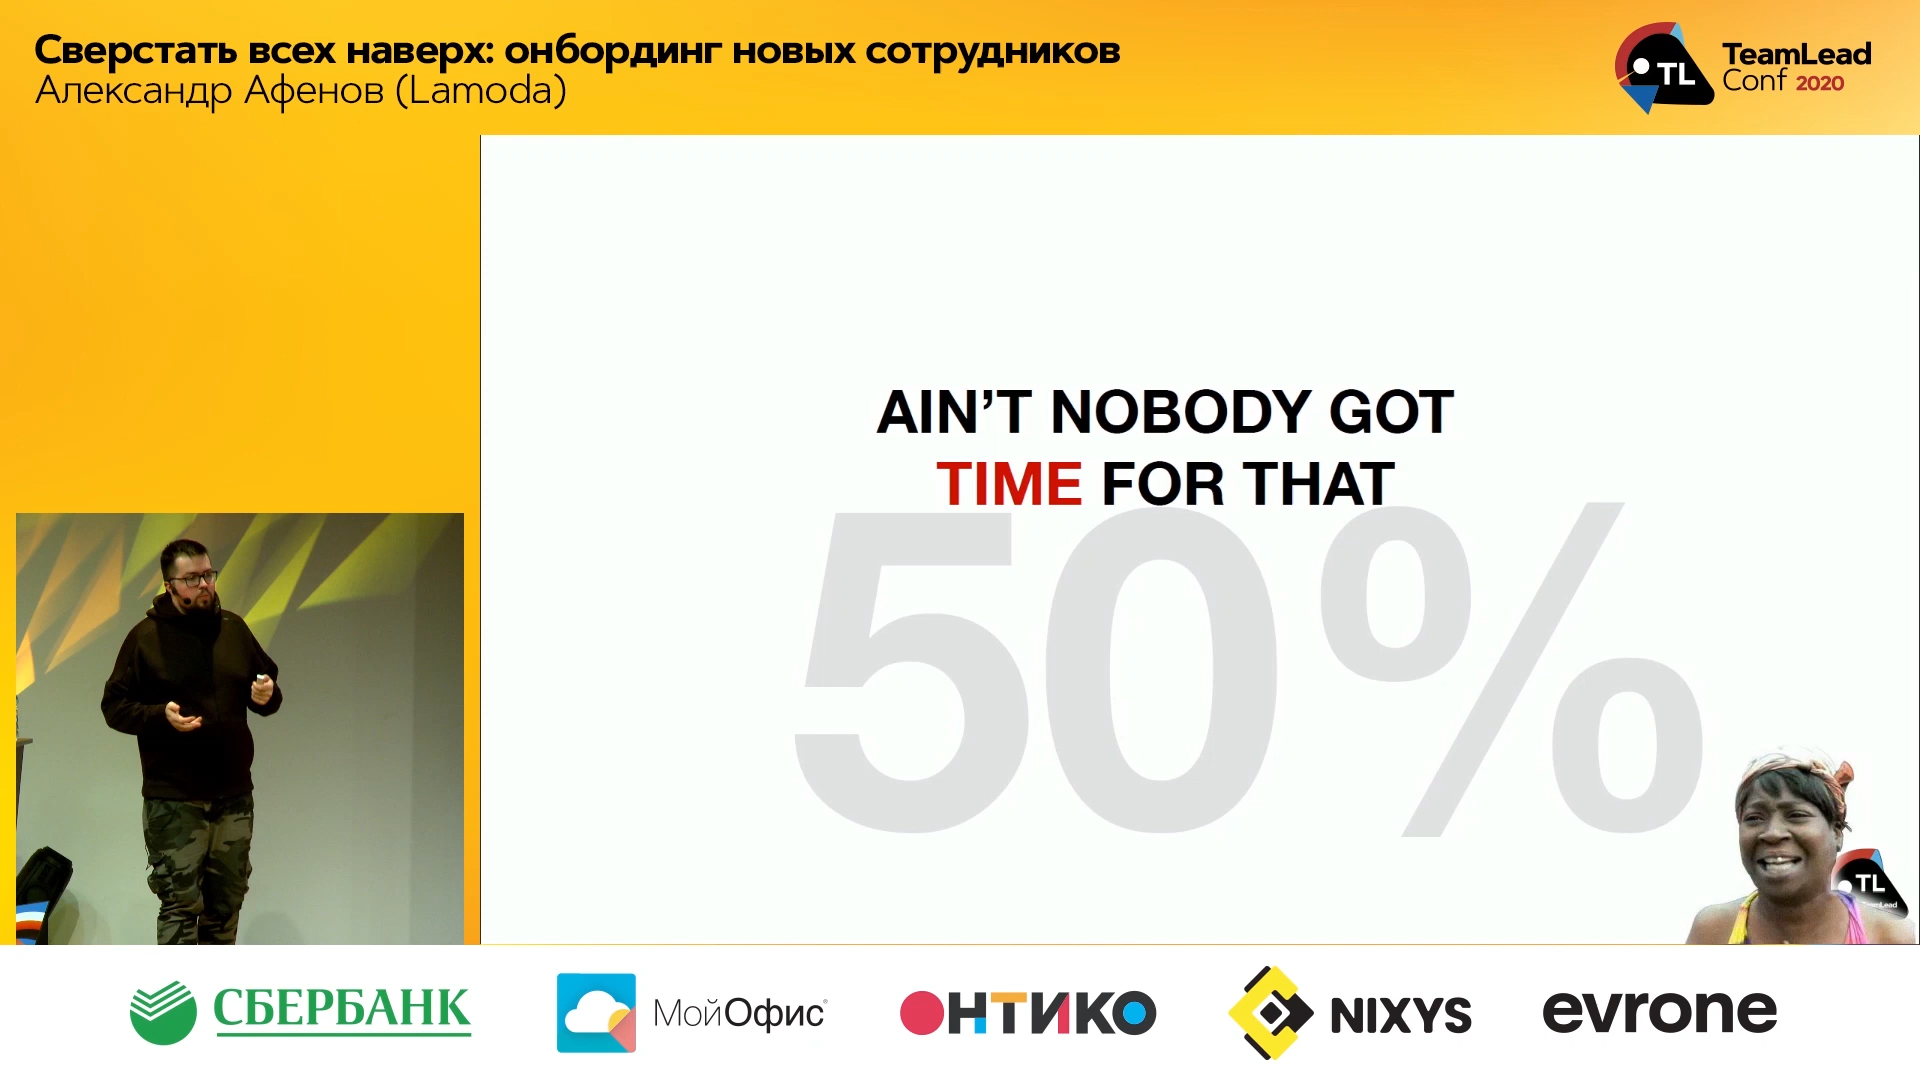 Сверстать всех наверх: онбординг новых сотрудников
Александр Афенов (Lamoda)
TL
TeamLead
Conf 2020
AIN’T NOBODY GOT
TIME FOR THAT
50%
TL
TeamLead
СБЕРБАНК
МойОфис®
ОНТИКО
NIXYS
evrone